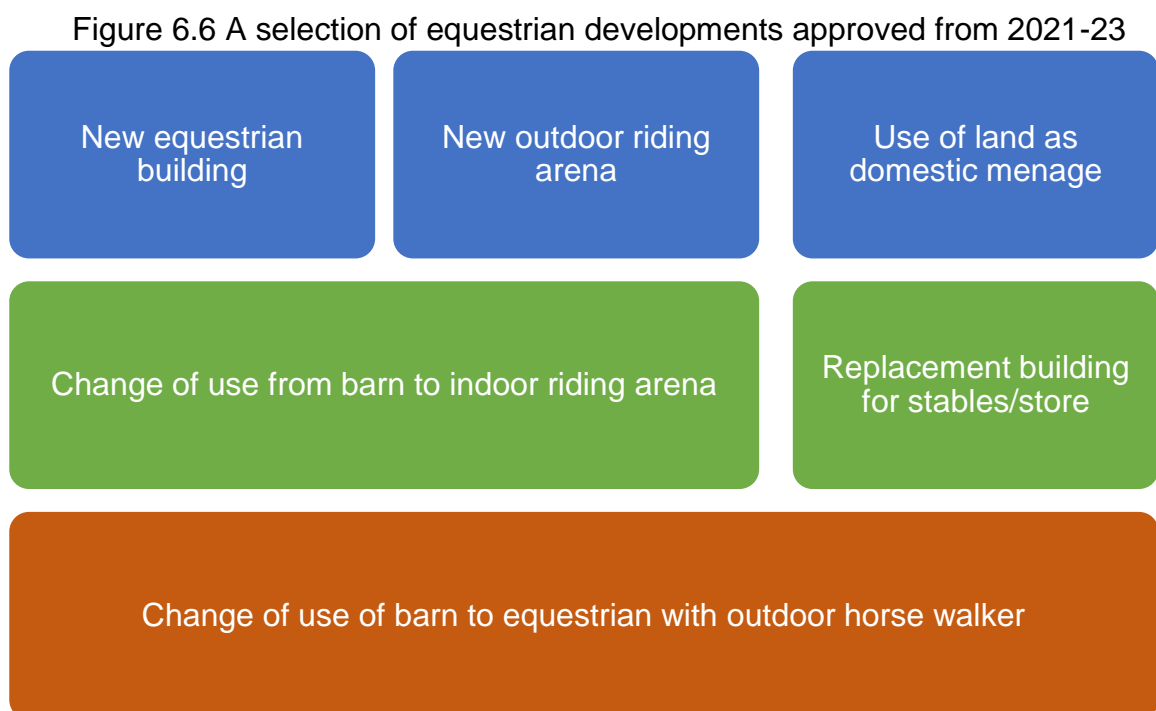 Figure 6.6 A selection of equestrian developments approved from 2021-23
New equestrian
building
New outdoor riding
arena
Use of land as
domestic menage
Change of use from barn to indoor riding arena
Replacement building
for stables/store
Change of use of barn to equestrian with outdoor horse walker